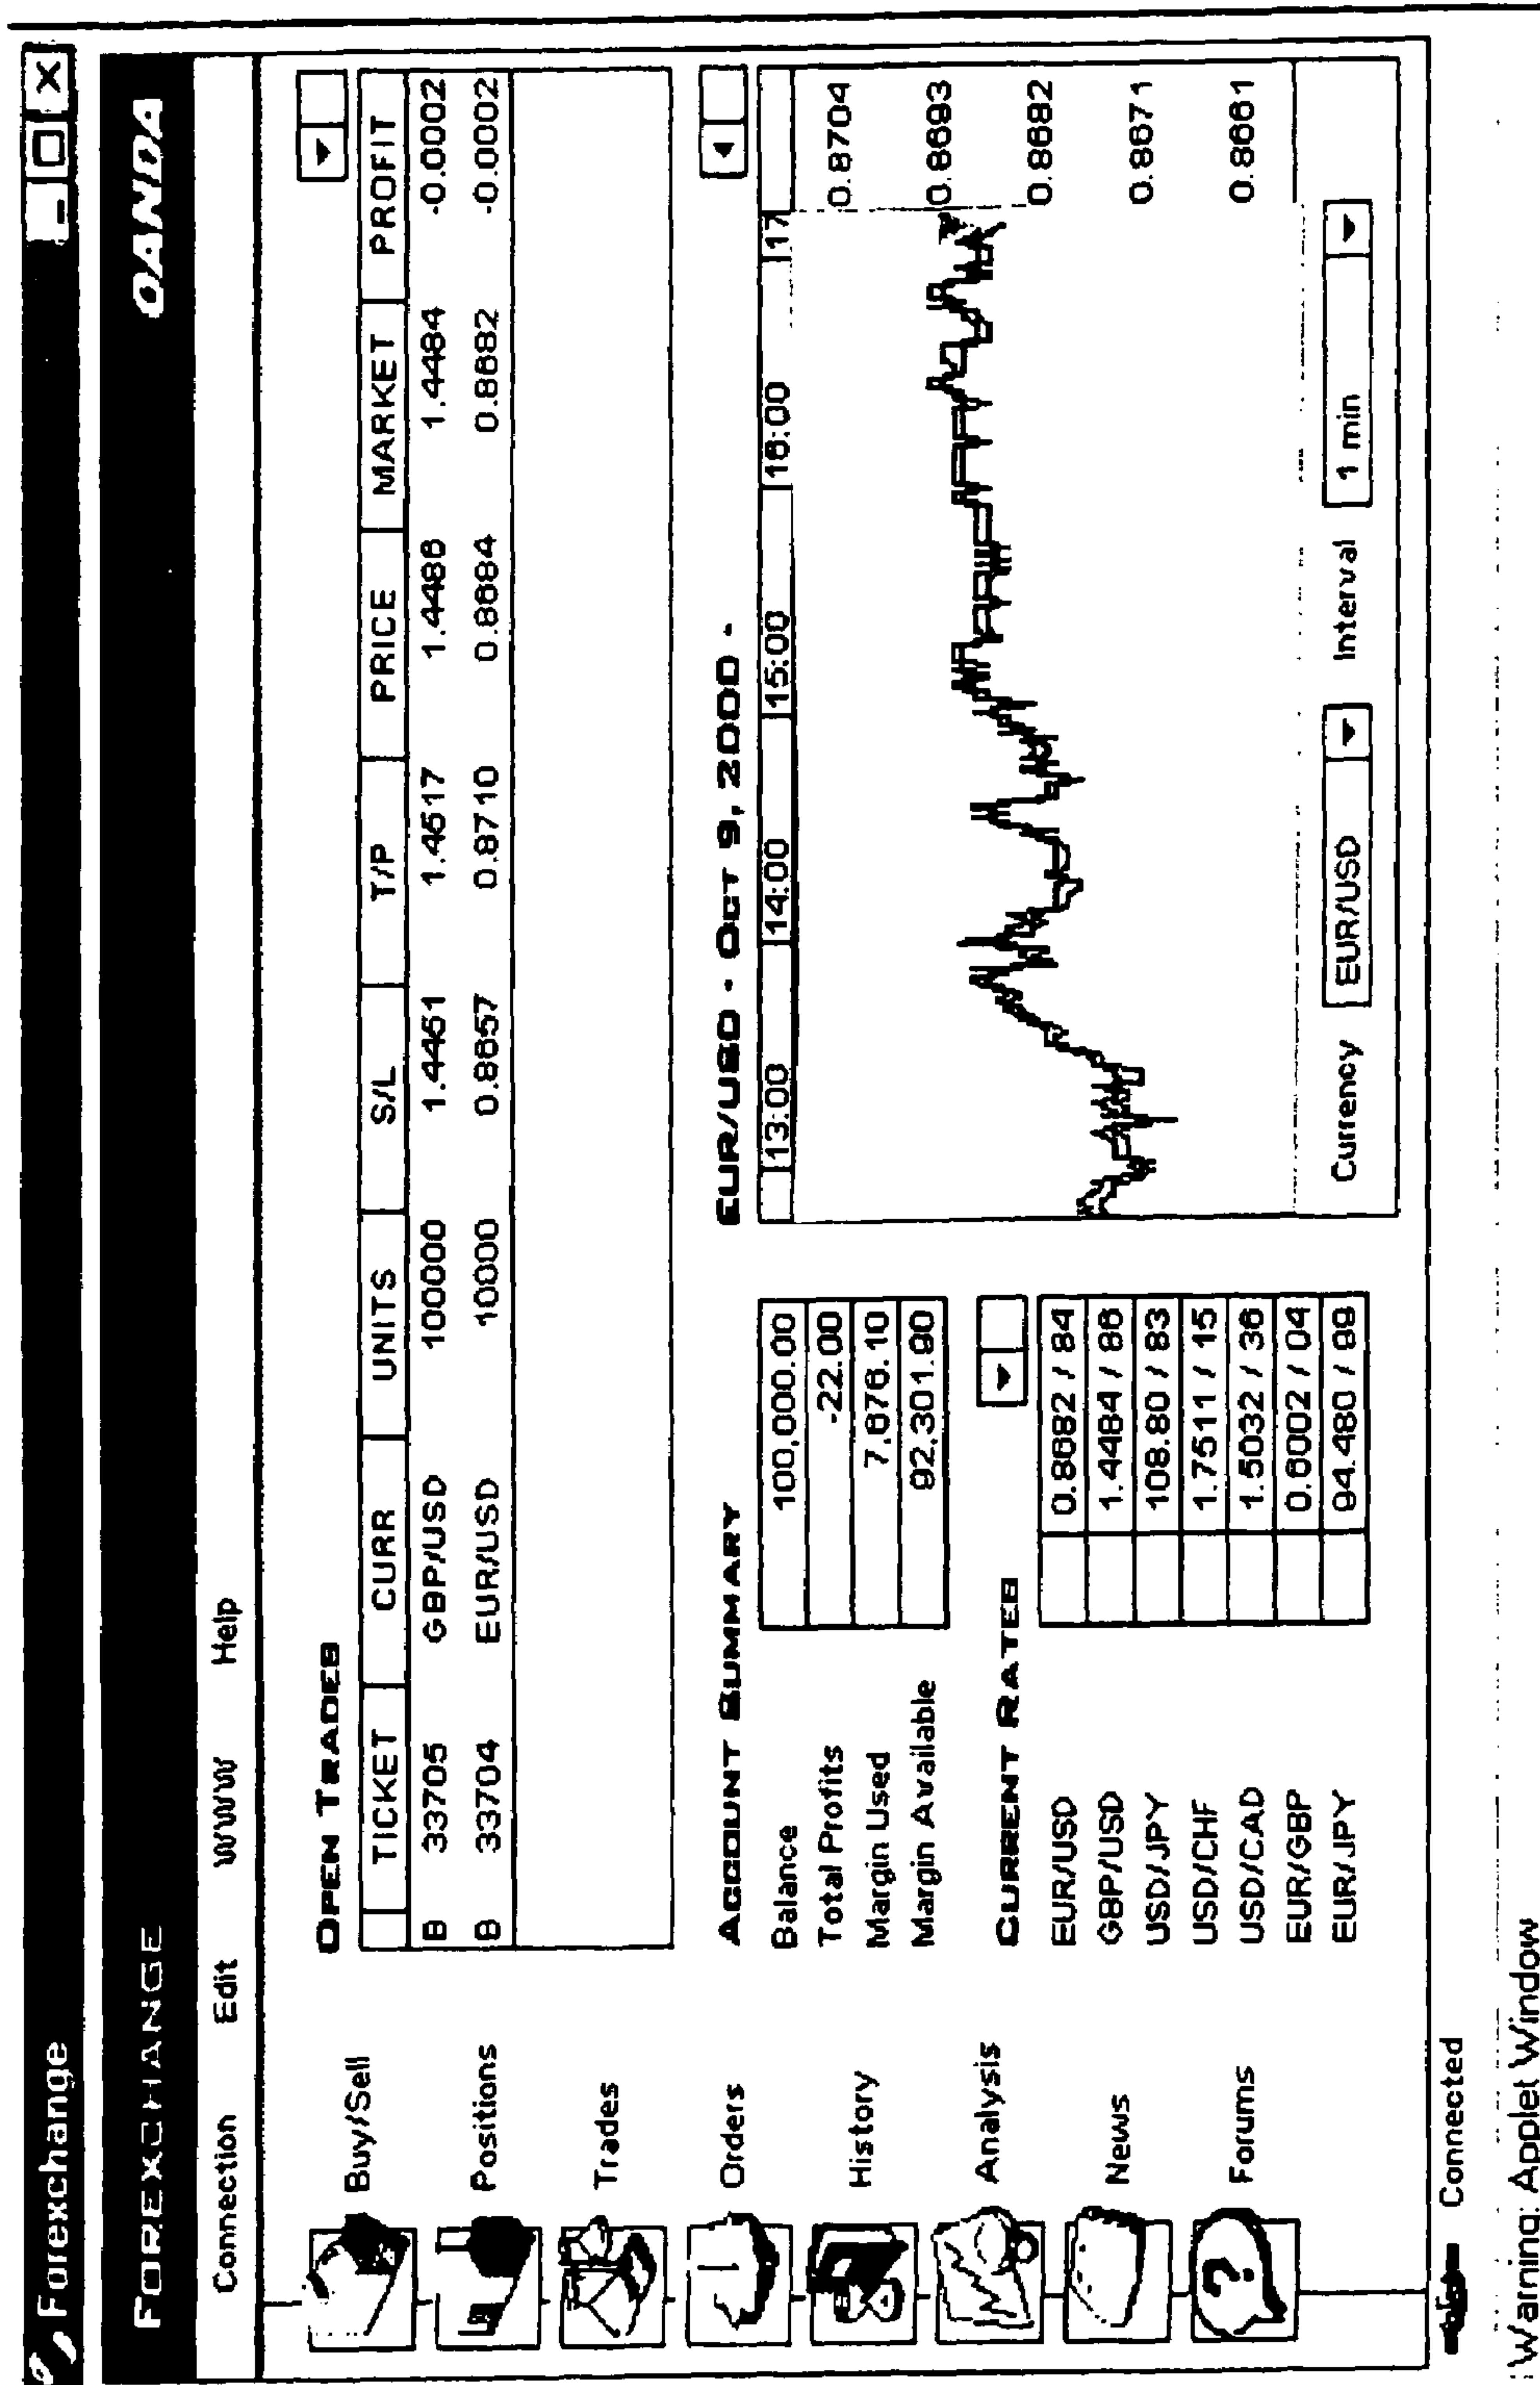 Forexchange
FOREXCHANGE OANDA
Connection Edit WWW Help
OPEN TRADES
TICKET CURR UNITS S/L T/P PRICE MARKET PROFIT
B 33705 GBP/USD 100000 1.4461 1.4517 1.4486 1.4484 -0.0002
B 33704 EUR/USD 10000 0.8657 0.8710 0.8684 0.8682 -0.0002
Buy/Sell
Positions
Trades
Orders
History
Analysis
News
Forums
ACCOUNT SUMMARY
Balance 100,000.00
Total Profits -22.00
Margin Used 7,676.10
Margin Available 92,301.90
CURRENT RATES
EUR/USD 0.8682 / 84
GBP/USD 1.4484 / 86
USD/JPY 108.80 / 83
USD/CHF 1.7511 / 15
USD/CAD 1.5032 / 36
EUR/GBP 0.6002 / 04
EUR/JPY 94.480 / 99
EUR/USD - OCT 9, 2000 -
13:00 14:00 15:00 16:00 17
0.8704
0.8693
0.8682
0.8671
0.8661
Currency EUR/USD Interval 1 min
Connected
Warning: Applet Window